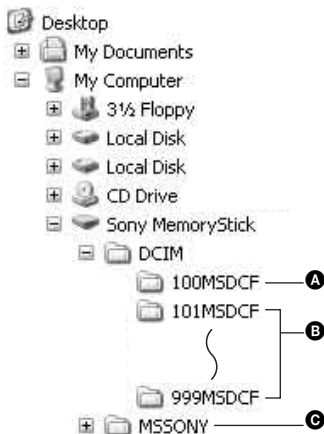 Desktop
My Documents
My Computer
3½ Floppy
Local Disk
Local Disk
CD Drive
Sony MemoryStick
DCIM
100MSDCF A
101MSDCF
B
999MSDCF
MSSONY C